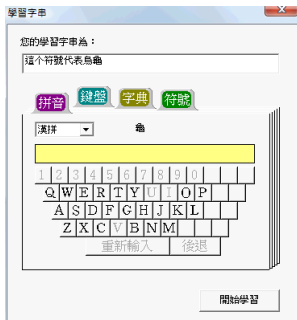 學習字串
您的學習字串為：
這个符號代表烏龜
拼音 鍵盤 字典 符號
漢拼 龜
1 2 3 4 5 6 7 8 9 0
Q W E R T Y U I O P
A S D F G H J K L
Z X C V B N M
重新輸入 後退
開始學習